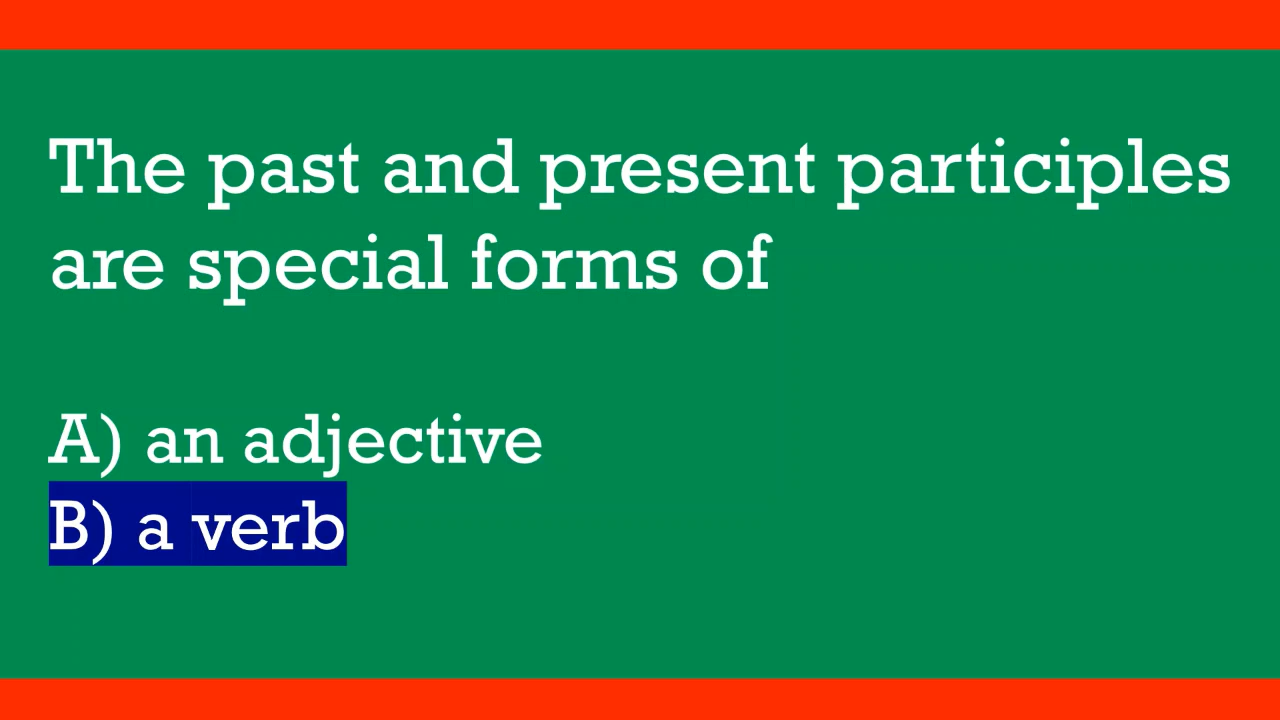 The past and present participles
are special forms of
A) an adjective
B) a verb